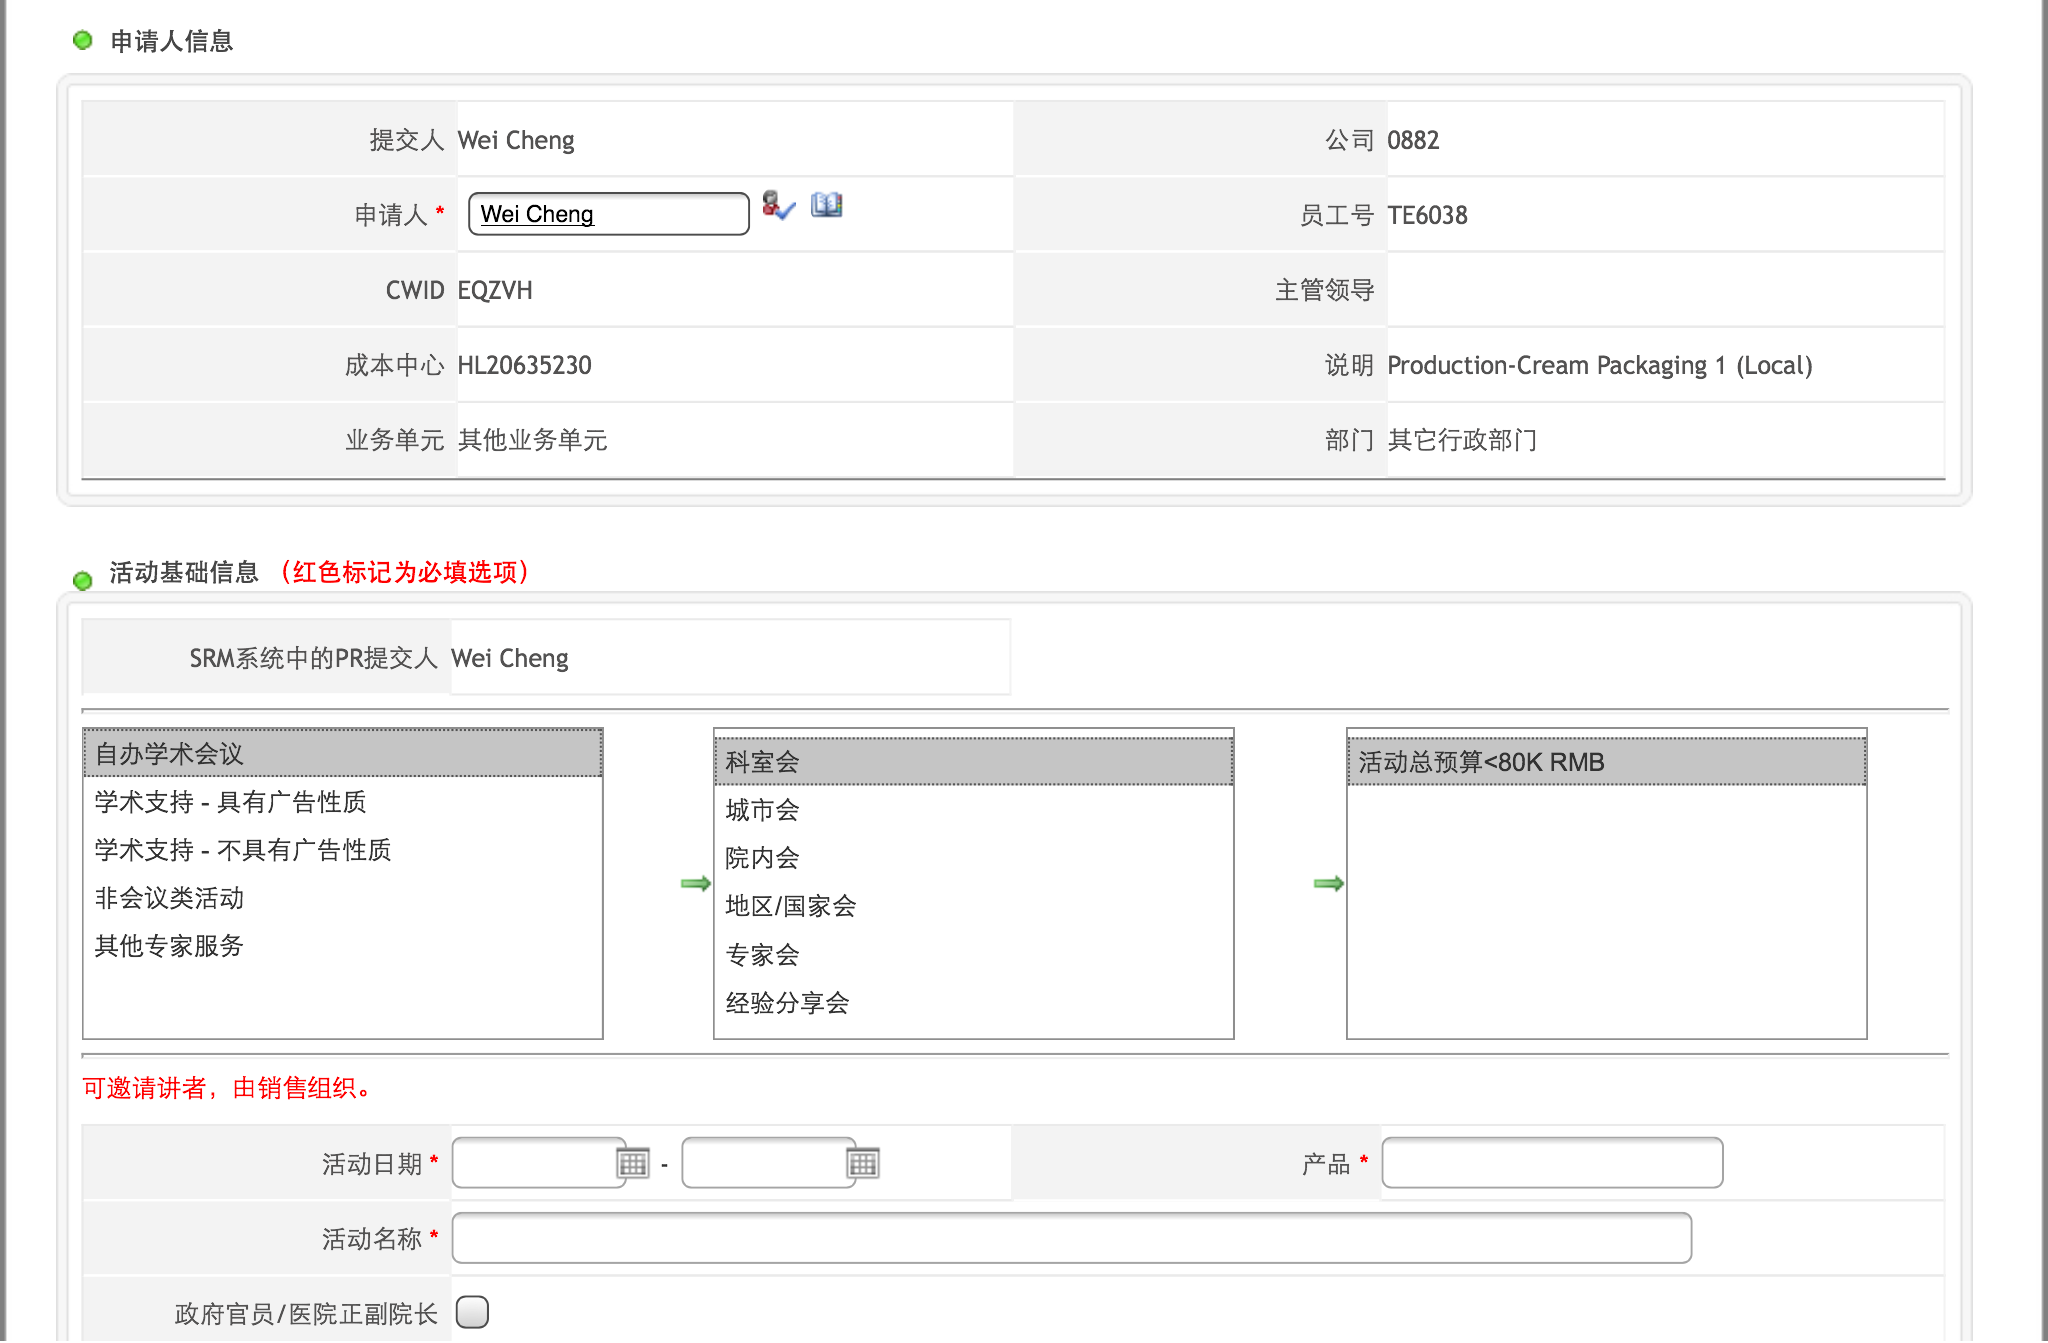 申请人信息
提交人 Wei Cheng 公司 0882
申请人 * Wei Cheng 员工号 TE6038
CWID EQZVH 主管领导
成本中心 HL20635230 说明 Production-Cream Packaging 1 (Local)
业务单元 其他业务单元 部门 其它行政部门
活动基础信息 （红色标记为必填选项）
SRM系统中的PR提交人 Wei Cheng
自办学术会议
学术支持 - 具有广告性质
学术支持 - 不具有广告性质
非会议类活动
其他专家服务
科室会
城市会
院内会
地区/国家会
专家会
经验分享会
活动总预算<80K RMB
可邀请讲者，由销售组织。
活动日期 * - 产品 *
活动名称 *
政府官员/医院正副院长